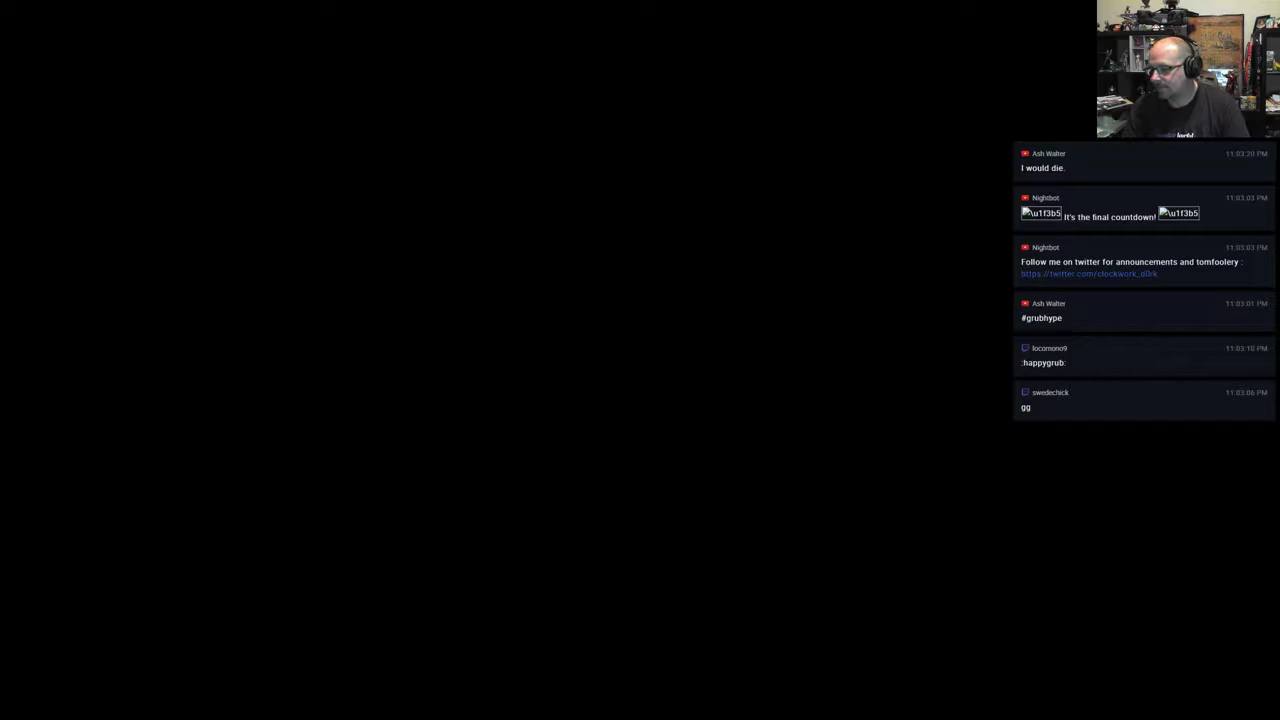 Ash Walter 11:03:20 PM
I would die.
Nightbot 11:03:03 PM
\u1f3b5 It's the final countdown! \u1f3b5
Nightbot 11:03:03 PM
Follow me on twitter for announcements and tomfoolery :
https://twitter.com/clockwork_d0rk
Ash Walter 11:03:01 PM
#grubhype
locomono9 11:03:10 PM
:happygrub:
swedechick 11:03:06 PM
gg